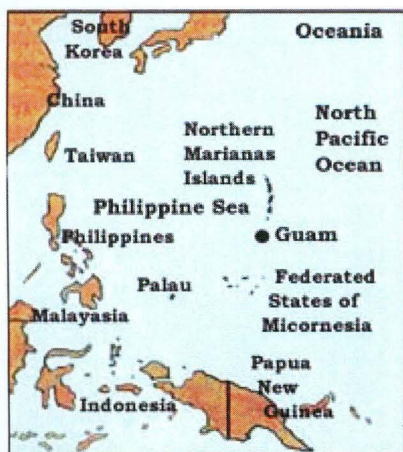 South
Korea
Oceania
China
North
Pacific
Ocean
Northern
Marianas
Islands
Taiwan
Philippine Sea
Philippines
Guam
Palau
Federated
States of
Micornesia
Malayasia
Papua
New
Guinea
Indonesia